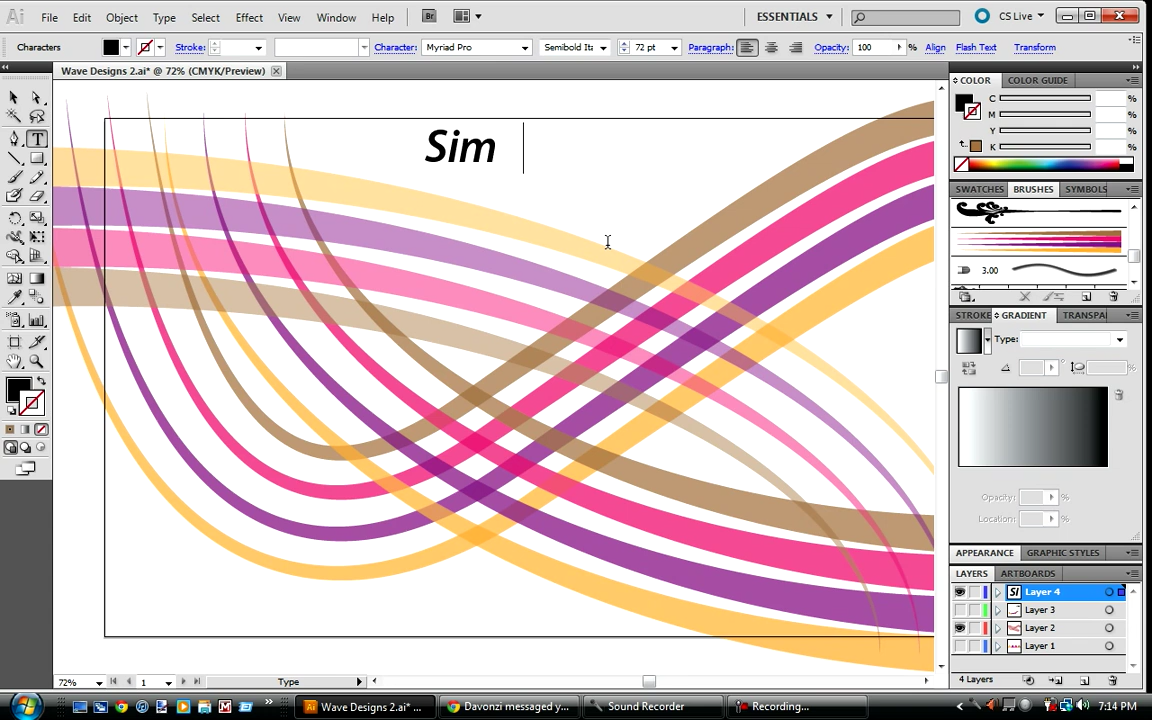 Ai File Edit Object Type Select Effect View Window Help Br ESSENTIALS CS Live
Characters Stroke: Character: Myriad Pro Semibold Ita 72 pt Paragraph: Opacity: 100 % Align Flash Text Transform
Wave Designs 2.ai* @ 72% (CMYK/Preview)
COLOR COLOR GUIDE
C %
M %
Y %
K %
Sim
SWATCHES BRUSHES SYMBOLS
3.00
STROKE GRADIENT TRANSPA
Type:
Opacity: %
Location: %
APPEARANCE GRAPHIC STYLES
LAYERS ARTBOARDS
Layer 4
Layer 3
Layer 2
Layer 1
4 Layers
72% 1 Type
Wave Designs 2.ai* ... Davonzi messaged y... Sound Recorder Recording... 7:14 PM